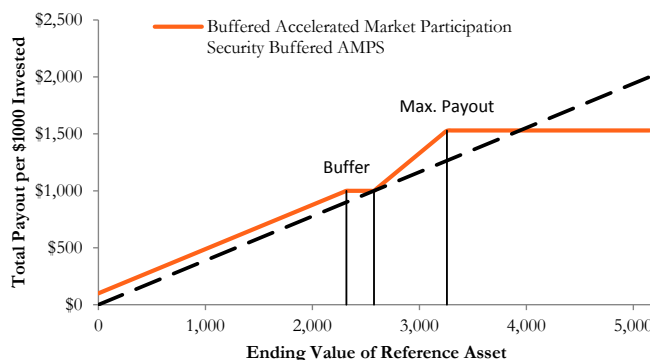 $2,500
Buffered Accelerated Market Participation
Security Buffered AMPS
$2,000
Max. Payout
$1,500
Buffer
$1,000
$500
$0
Total Payout per $1000 Invested
0
1,000
2,000
3,000
4,000
5,000
Ending Value of Reference Asset